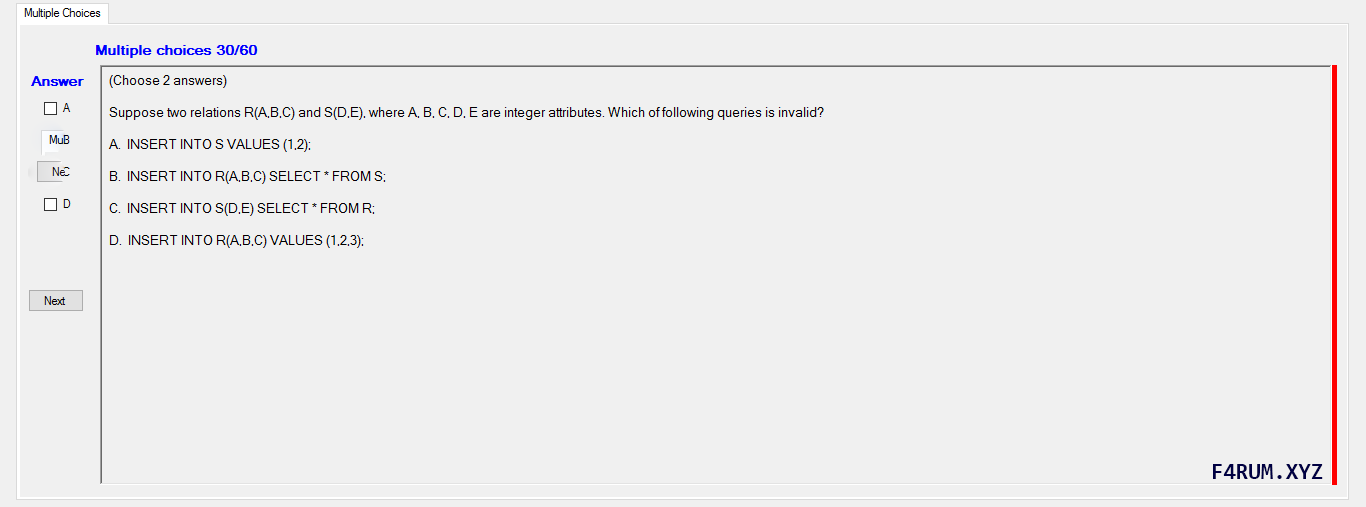 Multiple Choices
Multiple choices 30/60
Answer
(Choose 2 answers)
A
Suppose two relations R(A,B,C) and S(D,E), where A, B, C, D, E are integer attributes. Which of following queries is invalid?
MuB
A. INSERT INTO S VALUES (1,2);
NeC
B. INSERT INTO R(A,B,C) SELECT * FROM S;
D
C. INSERT INTO S(D,E) SELECT * FROM R;
D. INSERT INTO R(A,B,C) VALUES (1,2,3);
Next
F4RUM.XYZ